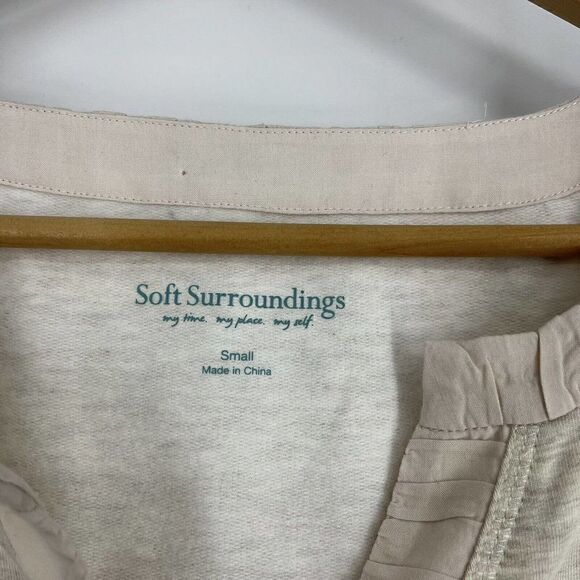 Soft Surroundings
my time. my place. my self.
Small
Made in China